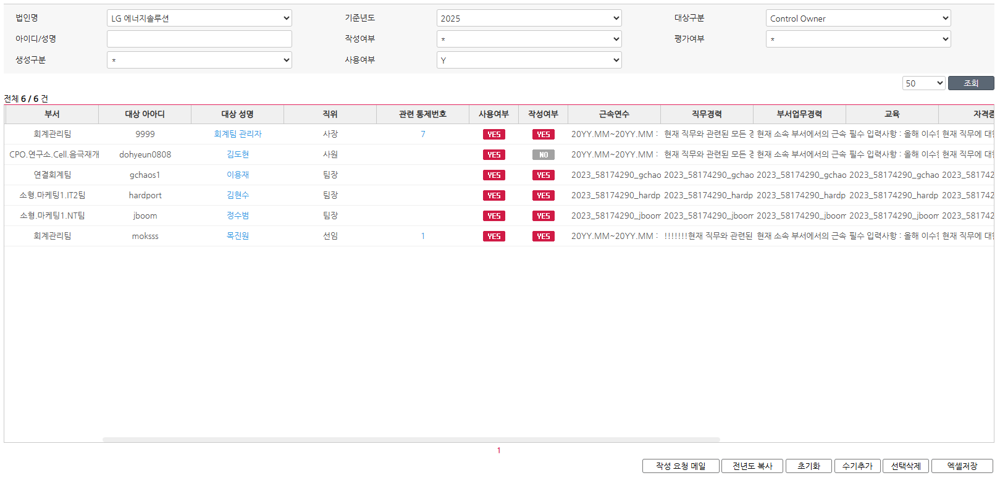 법인명 LG 에너지솔루션 기준년도 2025 대상구분 Control Owner
아이디/성명 작성여부 * 평가여부 *
생성구분 * 사용여부 Y
50 조회
전체 6 / 6 건
부서 대상 아아디 대상 성명 직위 관련 통제번호 사용여부 작성여부 근속연수 직무경력 부서업무경력 교육 자격증
회계관리팀 9999 회계팀 관리자 사장 7 YES YES 20YY.MM~20YY.MM : 현재 직무와 관련된 모든 경 현재 소속 부서에서의 근속 필수 입력사항 : 올해 이수한 현재 직무에 대한
CPO.연구소.Cell.음극재개 dohyeun0808 김도현 사원 YES NO 20YY.MM~20YY.MM : 현재 직무와 관련된 모든 경 현재 소속 부서에서의 근속 필수 입력사항 : 올해 이수한 현재 직무에 대한
연결회계팀 gchaos1 이용재 팀장 YES YES 2023_58174290_gchao 2023_58174290_gchao 2023_58174290_gchao 2023_58174290_gchao 2023_581742
소형.마케팅1.IT2팀 hardport 김현수 팀장 YES YES 2023_58174290_hardp 2023_58174290_hardp 2023_58174290_hardp 2023_58174290_hardp 2023_581742
소형.마케팅1.NT팀 jboom 정수범 팀장 YES YES 2023_58174290_jboom 2023_58174290_jboom 2023_58174290_jboom 2023_58174290_jboom 2023_581742
회계관리팀 moksss 목진원 선임 1 YES YES 20YY.MM~20YY.MM : !!!!!!!현재 직무와 관련된 현재 소속 부서에서의 근속 필수 입력사항 : 올해 이수한 현재 직무에 대한
1
작성 요청 메일 전년도 복사 초기화 수기추가 선택삭제 엑셀저장